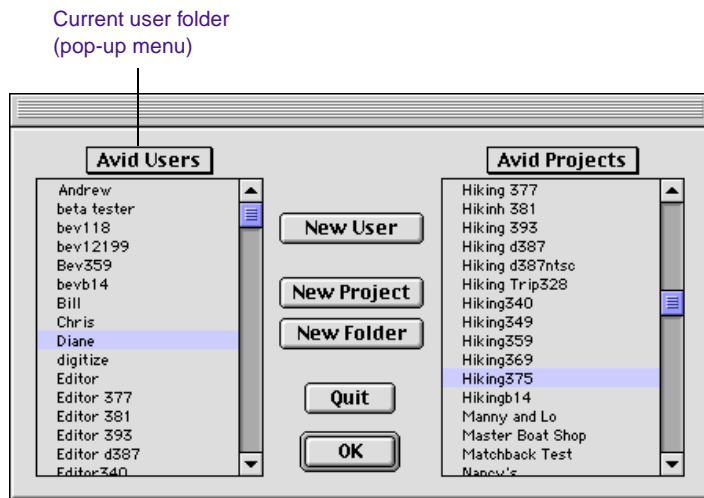 Current user folder
(pop-up menu)
Avid Users
Andrew
beta tester
bev118
bev12199
Bev359
bevb14
Bill
Chris
Diane
digitize
Editor
Editor 377
Editor 381
Editor 393
Editor d387
Editor340
New User
New Project
New Folder
Quit
OK
Avid Projects
Hiking 377
Hikinh 381
Hiking 393
Hiking d387
Hiking d387ntsc
Hiking Trip328
Hiking340
Hiking349
Hiking359
Hiking369
Hiking375
Hikingb14
Manny and Lo
Master Boat Shop
Matchback Test
Nancy's